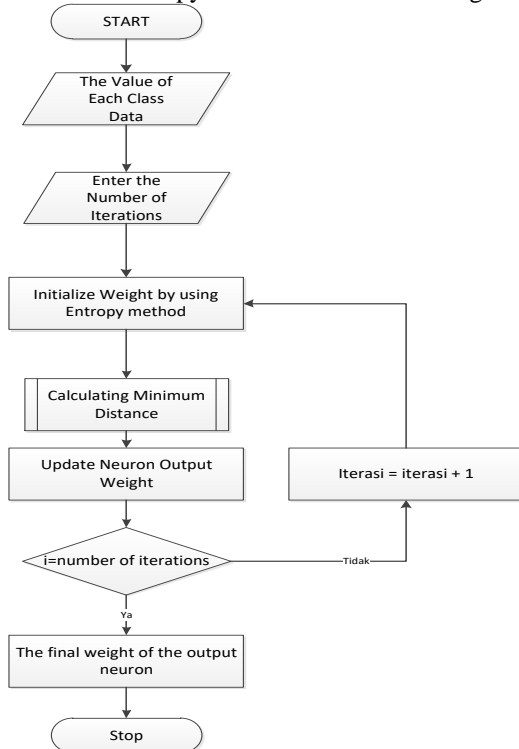 START
The Value of
Each Class
Data
Enter the
Number of
Iterations
Initialize Weight by using
Entropy method
Calculating Minimum
Distance
Update Neuron Output
Weight
Iterasi = iterasi + 1
i=number of iterations
Tidak
Ya
The final weight of the output
neuron
Stop